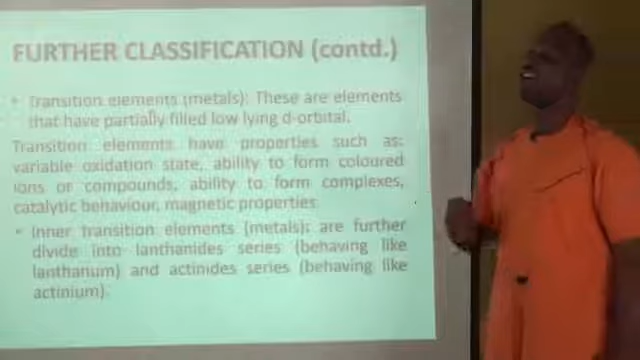 FURTHER CLASSIFICATION (contd.)
• Transition elements (metals): These are elements
that have partially filled low lying d-orbital.
Transition elements have properties such as:
variable oxidation state, ability to form coloured
ions or compounds, ability to form complexes,
catalytic behaviour, magnetic properties
• Inner transition elements (metals): are further
divide into lanthanides series (behaving like
lanthanum) and actinides series (behaving like
actinium).